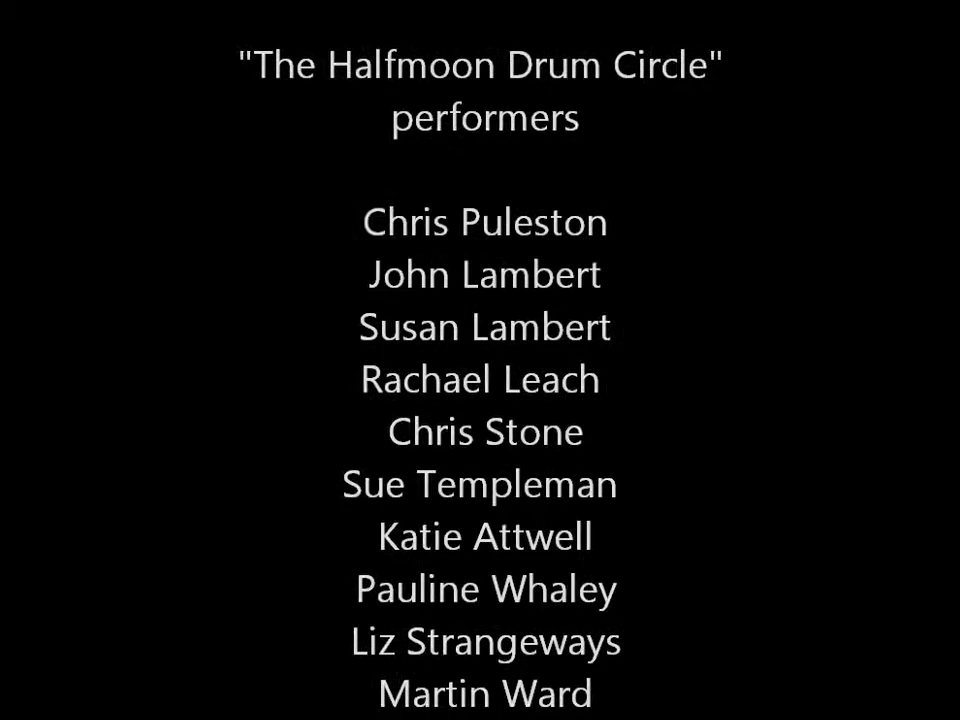 "The Halfmoon Drum Circle"
performers
Chris Puleston
John Lambert
Susan Lambert
Rachael Leach
Chris Stone
Sue Templeman
Katie Attwell
Pauline Whaley
Liz Strangeways
Martin Ward